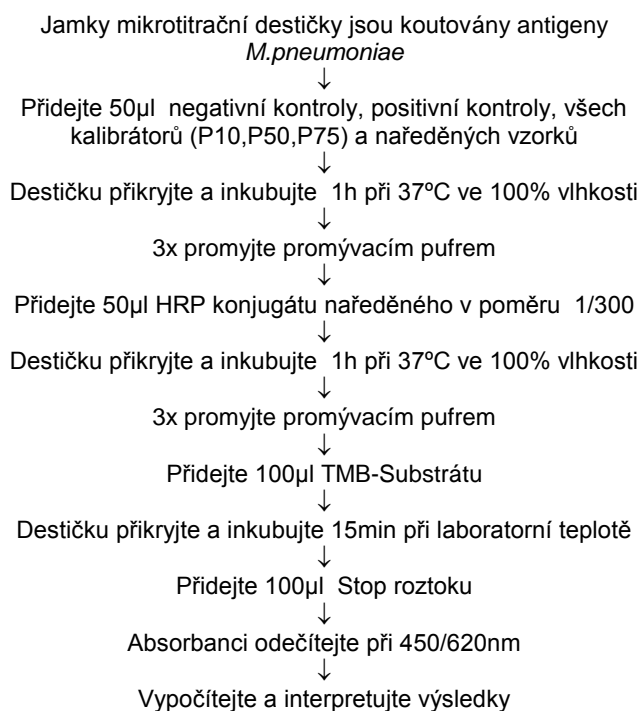 Jamky mikrotitrační destičky jsou koutovány antigeny
M.pneumoniae
↓
Přidejte 50µl negativní kontroly, positivní kontroly, všech
kalibrátorů (P10,P50,P75) a naředěných vzorků
↓
Destičku přikryjte a inkubujte 1h při 37ºC ve 100% vlhkosti
↓
3x promyjte promývacím pufrem
↓
Přidejte 50µl HRP konjugátu naředěného v poměru 1/300
↓
Destičku přikryjte a inkubujte 1h při 37ºC ve 100% vlhkosti
↓
3x promyjte promývacím pufrem
↓
Přidejte 100µl TMB-Substrátu
↓
Destičku přikryjte a inkubujte 15min při laboratorní teplotě
↓
Přidejte 100µl Stop roztoku
↓
Absorbanci odečítejte při 450/620nm
↓
Vypočítejte a interpretujte výsledky